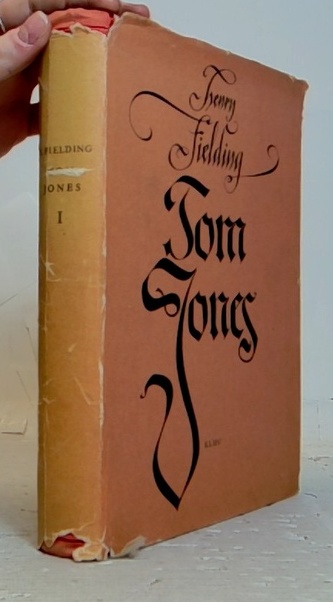 FIELDING
JONES
I
Henry
Fielding
Tom
Jones